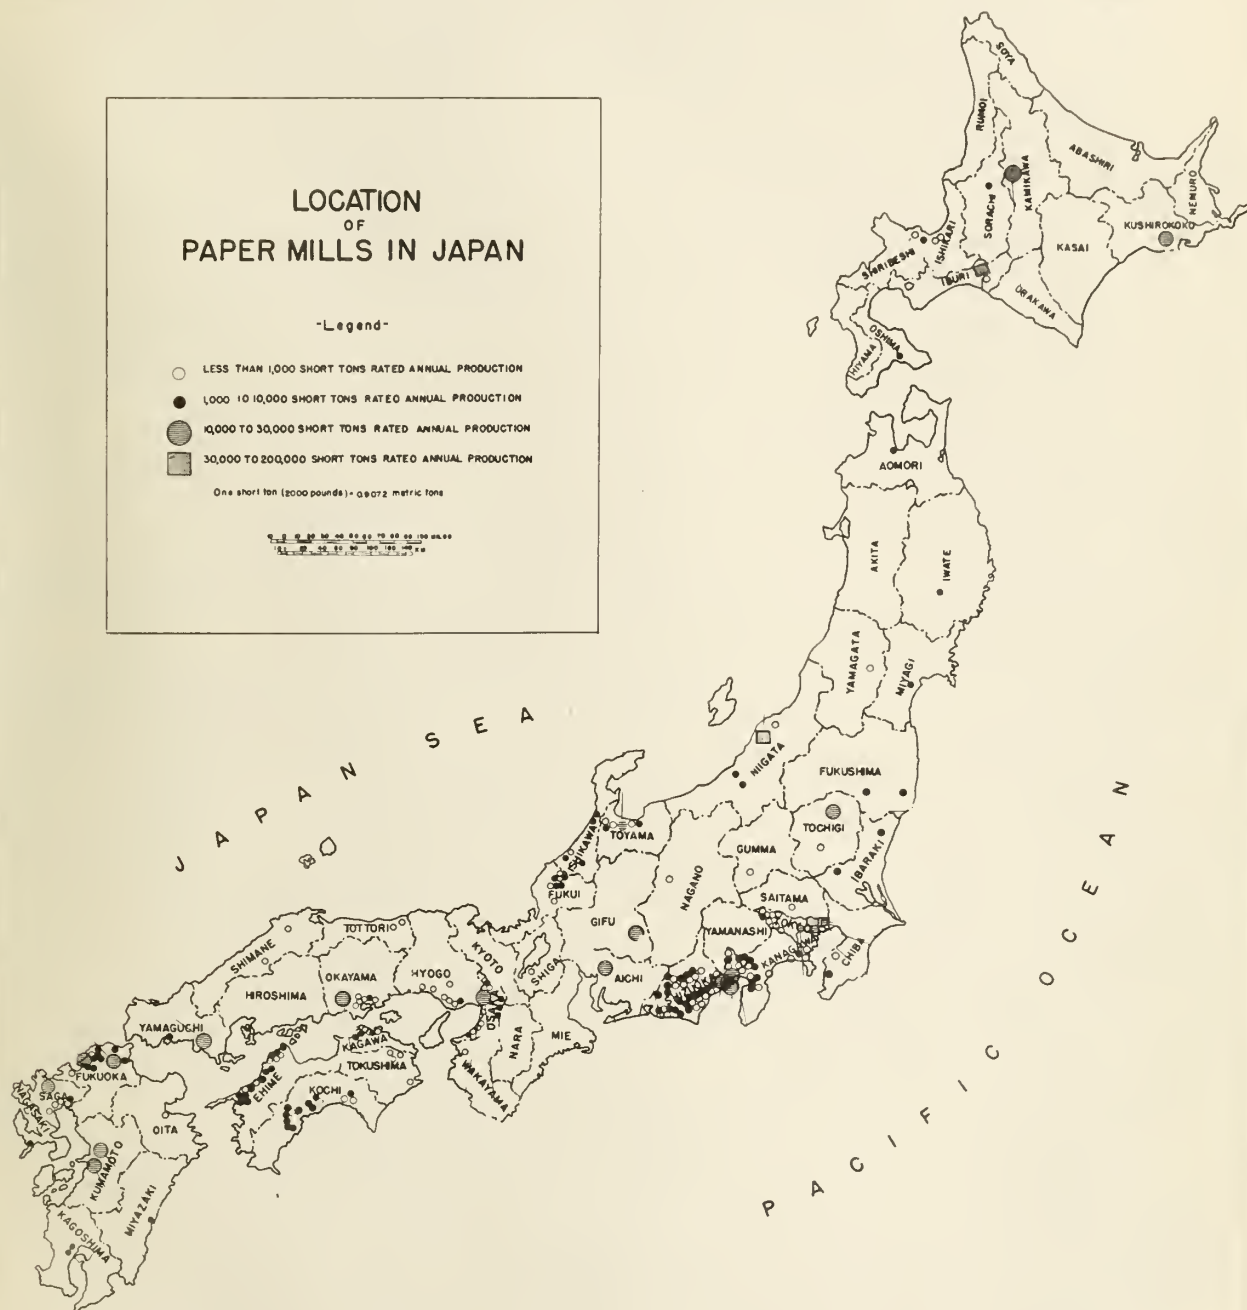 LOCATION
OF
PAPER MILLS IN JAPAN
-Legend-
LESS THAN 1,000 SHORT TONS RATED ANNUAL PRODUCTION
1,000 TO 10,000 SHORT TONS RATED ANNUAL PRODUCTION
10,000 TO 30,000 SHORT TONS RATED ANNUAL PRODUCTION
30,000 TO 200,000 SHORT TONS RATED ANNUAL PRODUCTION
One short ton (2000 pounds) = 0.9072 metric tons
SOYA
RUMOI
ABASHIRI
KAMIKAWA
NEMURO
SORACHI
KUSHIROKOKO
ISHIKARI
KASAI
SHIRIBESHI
IBURI
ORAKAWA
OSHIMA
HIYAMA
AOMORI
AKITA
IWATE
YAMAGATA
MIYAGI
JAPAN SEA
NIIGATA
FUKUSHIMA
TOCHIGI
TOYAMA
ISHIKAWA
GUMMA
IBARAKI
NAGANO
FUKUI
SAITAMA
GIFU
YAMANASHI
KANAGAWA
CHIBA
TOTTORI
SHIMANE
KYOTO
SHIGA
AICHI
OKAYAMA
HYOGO
HIROSHIMA
OSAKA
YAMAGUCHI
NARA
MIE
KAGAWA
TOKUSHIMA
WAKAYAMA
FUKUOKA
EHIME
KOCHI
SAGA
NAGASAKI
OITA
KUMAMOTO
MIYAZAKI
KAGOSHIMA
PACIFIC OCEAN